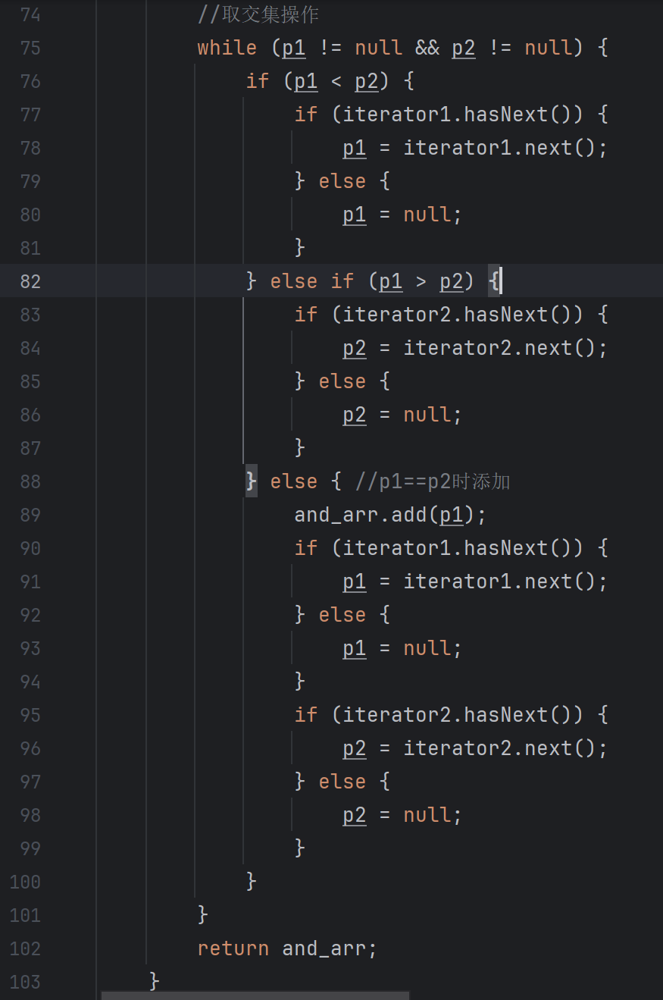 74 //取交集操作
75 while (p1 != null && p2 != null) {
76 if (p1 < p2) {
77 if (iterator1.hasNext()) {
78 p1 = iterator1.next();
79 } else {
80 p1 = null;
81 }
82 } else if (p1 > p2) {
83 if (iterator2.hasNext()) {
84 p2 = iterator2.next();
85 } else {
86 p2 = null;
87 }
88 } else { //p1==p2时添加
89 and_arr.add(p1);
90 if (iterator1.hasNext()) {
91 p1 = iterator1.next();
92 } else {
93 p1 = null;
94 }
95 if (iterator2.hasNext()) {
96 p2 = iterator2.next();
97 } else {
98 p2 = null;
99 }
100 }
101 }
102 return and_arr;
103 }